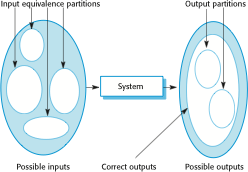 Input equivalence partitions
Output partitions
System
Possible inputs
Correct outputs
Possible outputs